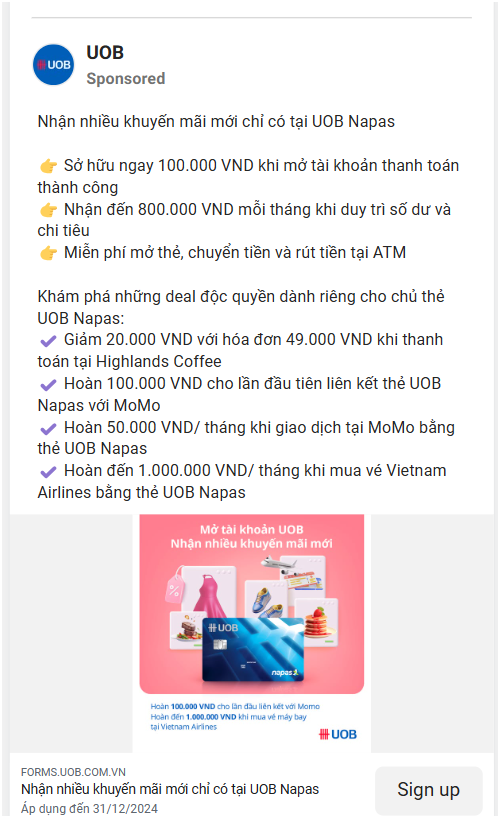 UOB
UOB
Sponsored
Nhận nhiều khuyến mãi mới chỉ có tại UOB Napas
👉 Sở hữu ngay 100.000 VND khi mở tài khoản thanh toán
thành công
👉 Nhận đến 800.000 VND mỗi tháng khi duy trì số dư và
chi tiêu
👉 Miễn phí mở thẻ, chuyển tiền và rút tiền tại ATM
Khám phá những deal độc quyền dành riêng cho chủ thẻ
UOB Napas:
✔ Giảm 20.000 VND với hóa đơn 49.000 VND khi thanh
toán tại Highlands Coffee
✔ Hoàn 100.000 VND cho lần đầu tiên liên kết thẻ UOB
Napas với MoMo
✔ Hoàn 50.000 VND/ tháng khi giao dịch tại MoMo bằng
thẻ UOB Napas
✔ Hoàn đến 1.000.000 VND/ tháng khi mua vé Vietnam
Airlines bằng thẻ UOB Napas
Mở tài khoản UOB
Nhận nhiều khuyến mãi mới
%
UOB
napas
Hoàn 100.000 VND cho lần đầu liên kết với Momo
Hoàn đến 1.000.000 VND khi mua vé máy bay
tại Vietnam Airlines
UOB
FORMS.UOB.COM.VN
Nhận nhiều khuyến mãi mới chỉ có tại UOB Napas
Áp dụng đến 31/12/2024
Sign up